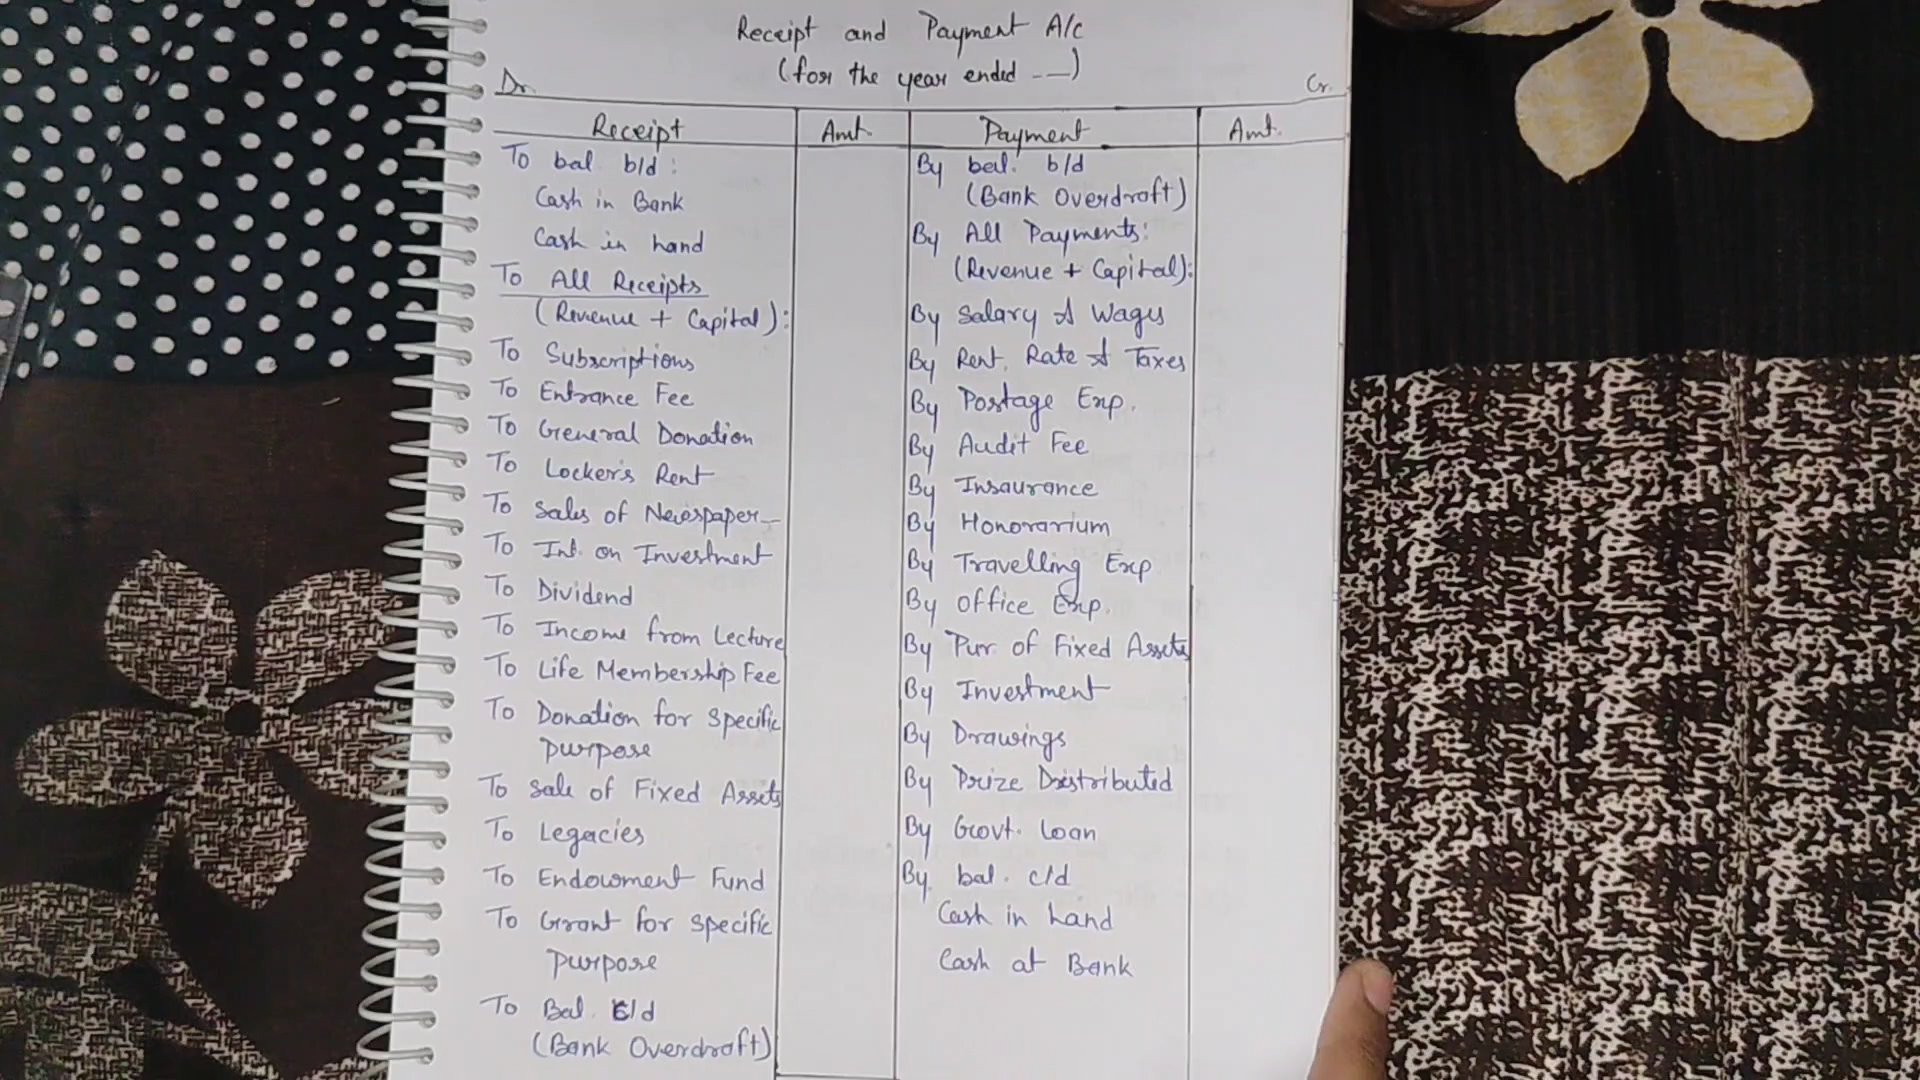 Receipt and Payment A/c
(for the year ended ---)
Dr. Cr.
Receipt Amt. Payment Amt.
To bal. b/d :
Cash in Bank
Cash in hand
To All Receipts
(Revenue + Capital):
To Subscriptions
To Entrance Fee
To General Donation
To Locker's Rent
To Sales of Newspaper
To Int. on Investment
To Dividend
To Income from Lecture
To Life Membership Fee
To Donation for Specific
purpose
To Sale of Fixed Assets
To Legacies
To Endowment Fund
To Grant for specific
purpose
To Bal. c/d
(Bank Overdraft)
By bal. b/d
(Bank Overdraft)
By All Payments:
(Revenue + Capital):
By Salary & Wages
By Rent, Rate & Taxes
By Postage Exp.
By Audit Fee
By Insaurance
By Honorarium
By Travelling Exp
By Office Exp.
By Pur. of Fixed Assets
By Investment
By Drawings
By Prize Distributed
By Govt. Loan
By. bal. c/d
Cash in hand
Cash at Bank